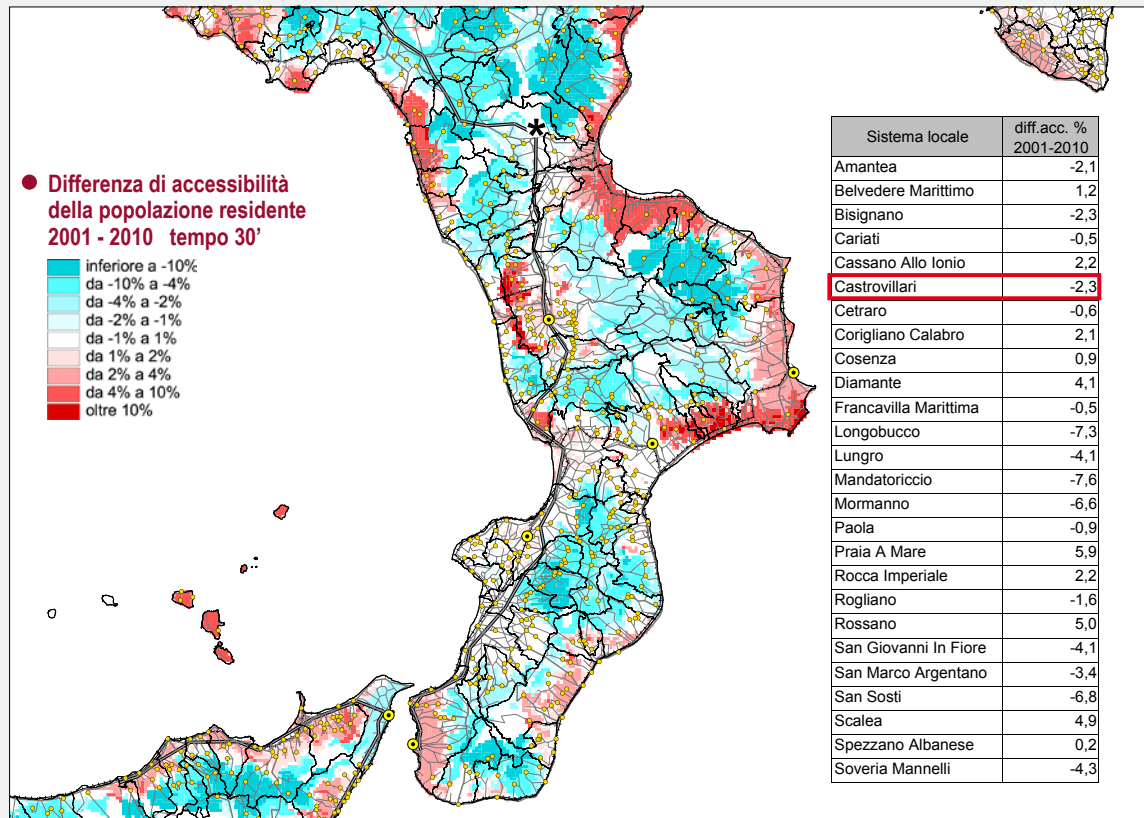 Differenza di accessibilità
della popolazione residente
2001 - 2010 tempo 30'
inferiore a -10%
da -10% a -4%
da -4% a -2%
da -2% a -1%
da -1% a 1%
da 1% a 2%
da 2% a 4%
da 4% a 10%
oltre 10%
*
Sistema locale diff.acc. %
2001-2010
Amantea -2,1
Belvedere Marittimo 1,2
Bisignano -2,3
Cariati -0,5
Cassano Allo Ionio 2,2
Castrovillari -2,3
Cetraro -0,6
Corigliano Calabro 2,1
Cosenza 0,9
Diamante 4,1
Francavilla Marittima -0,5
Longobucco -7,3
Lungro -4,1
Mandatoriccio -7,6
Mormanno -6,6
Paola -0,9
Praia A Mare 5,9
Rocca Imperiale 2,2
Rogliano -1,6
Rossano 5,0
San Giovanni In Fiore -4,1
San Marco Argentano -3,4
San Sosti -6,8
Scalea 4,9
Spezzano Albanese 0,2
Soveria Mannelli -4,3